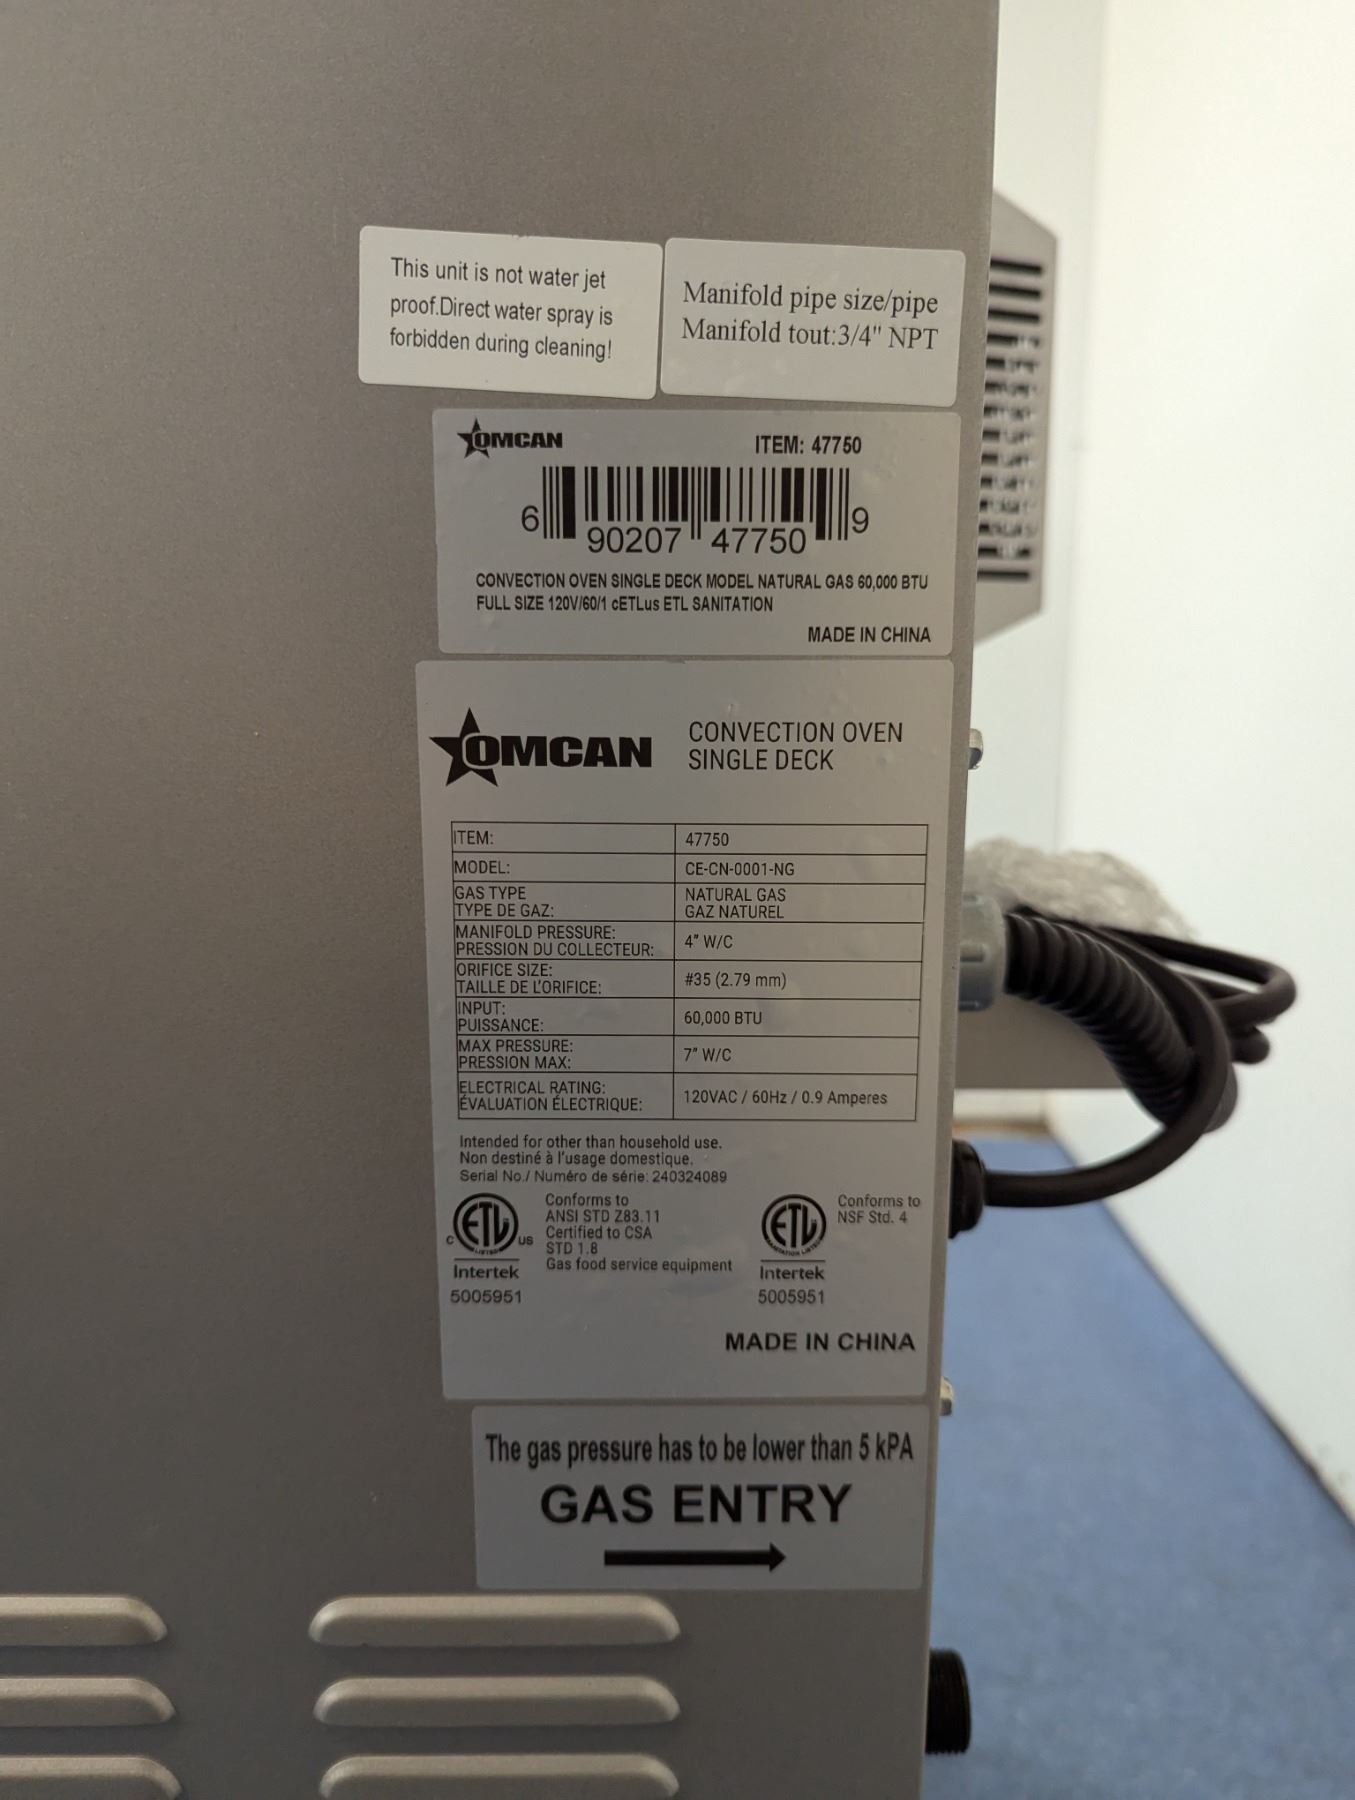 This unit is not water jet
proof.Direct water spray is
forbidden during cleaning!
Manifold pipe size/pipe
Manifold tout:3/4" NPT
OMCAN
ITEM: 47750
6 90207 47750 9
CONVECTION OVEN SINGLE DECK MODEL NATURAL GAS 60,000 BTU
FULL SIZE 120V/60/1 cETLus ETL SANITATION
MADE IN CHINA
OMCAN
CONVECTION OVEN
SINGLE DECK
ITEM: 47750
MODEL: CE-CN-0001-NG
GAS TYPE NATURAL GAS
TYPE DE GAZ: GAZ NATUREL
MANIFOLD PRESSURE:
PRESSION DU COLLECTEUR: 4" W/C
ORIFICE SIZE:
TAILLE DE L'ORIFICE: #35 (2.79 mm)
INPUT:
PUISSANCE: 60,000 BTU
MAX PRESSURE:
PRESSION MAX: 7" W/C
ELECTRICAL RATING:
ÉVALUATION ÉLECTRIQUE: 120VAC / 60Hz / 0.9 Amperes
Intended for other than household use.
Non destiné à l'usage domestique.
Serial No./ Numéro de série: 240324089
C ETL US
LISTED
Intertek
5005951
Conforms to
ANSI STD Z83.11
Certified to CSA
STD 1.8
Gas food service equipment
ETL
SANITATION LISTED
Intertek
5005951
Conforms to
NSF Std. 4
MADE IN CHINA
The gas pressure has to be lower than 5 kPA
GAS ENTRY